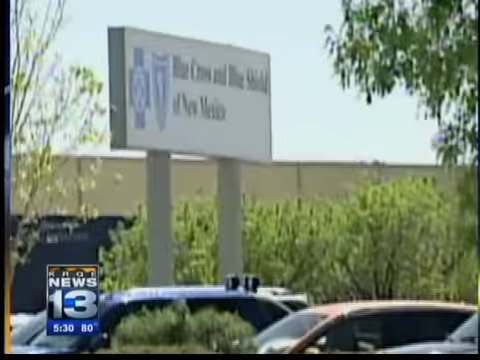 Blue Cross and Blue Shield
of New Mexico
KRQE
NEWS
13
5:30 80